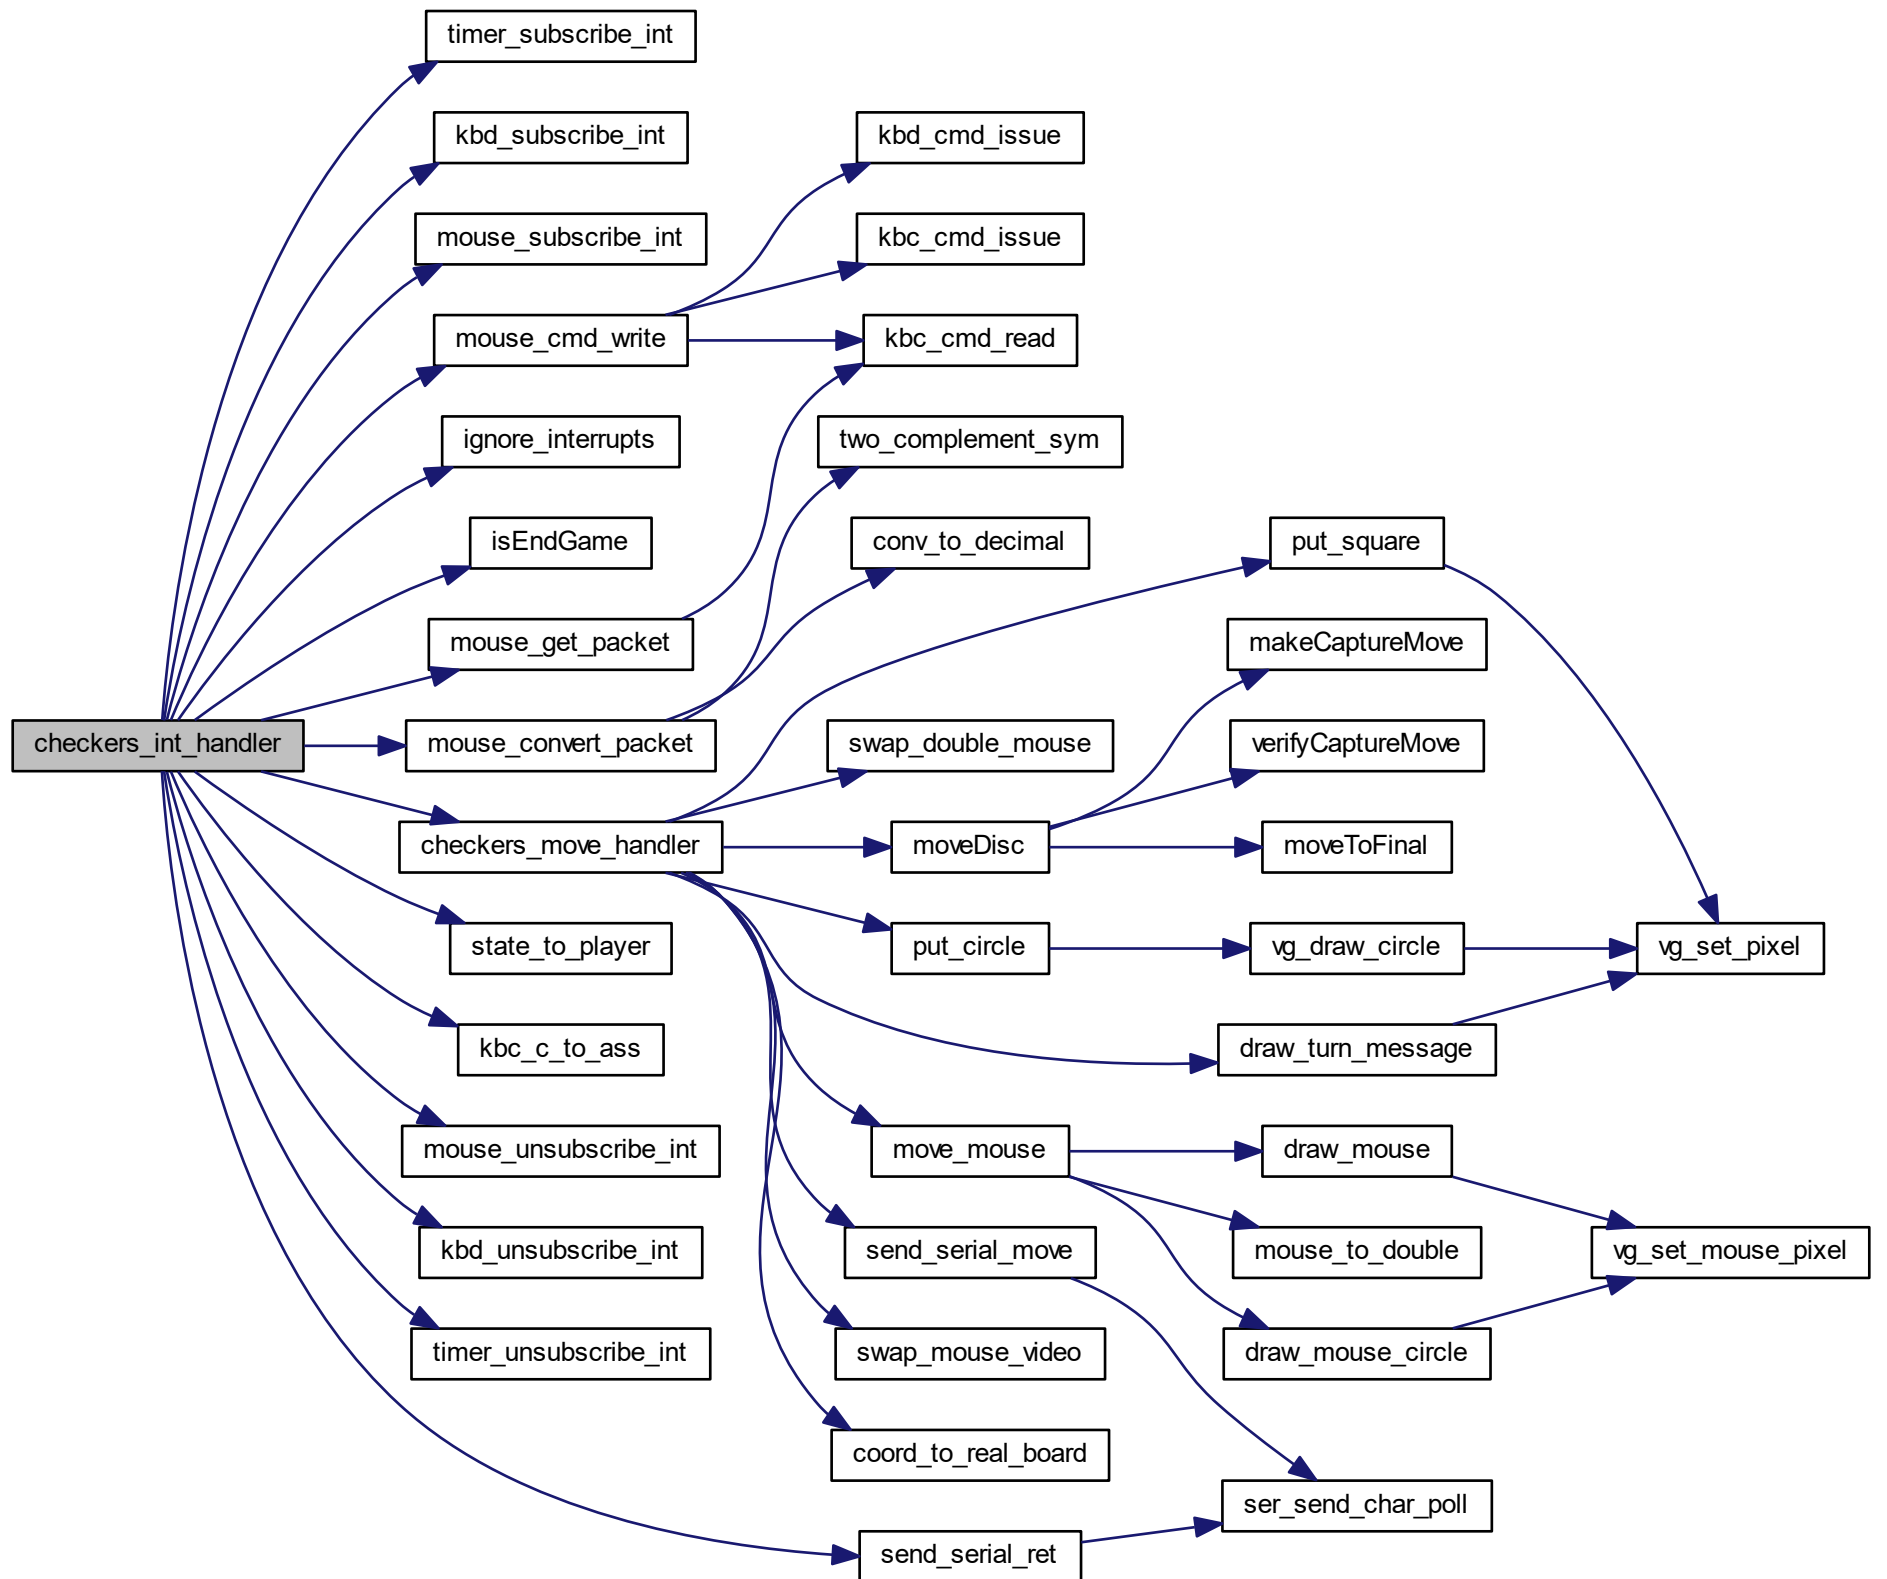 timer_subscribe_int
kbd_subscribe_int
kbd_cmd_issue
mouse_subscribe_int
kbc_cmd_issue
mouse_cmd_write
kbc_cmd_read
ignore_interrupts
two_complement_sym
isEndGame
conv_to_decimal
put_square
mouse_get_packet
makeCaptureMove
checkers_int_handler
mouse_convert_packet
swap_double_mouse
verifyCaptureMove
checkers_move_handler
moveDisc
moveToFinal
state_to_player
put_circle
vg_draw_circle
vg_set_pixel
kbc_c_to_ass
draw_turn_message
mouse_unsubscribe_int
move_mouse
draw_mouse
kbd_unsubscribe_int
send_serial_move
mouse_to_double
vg_set_mouse_pixel
timer_unsubscribe_int
swap_mouse_video
draw_mouse_circle
coord_to_real_board
ser_send_char_poll
send_serial_ret